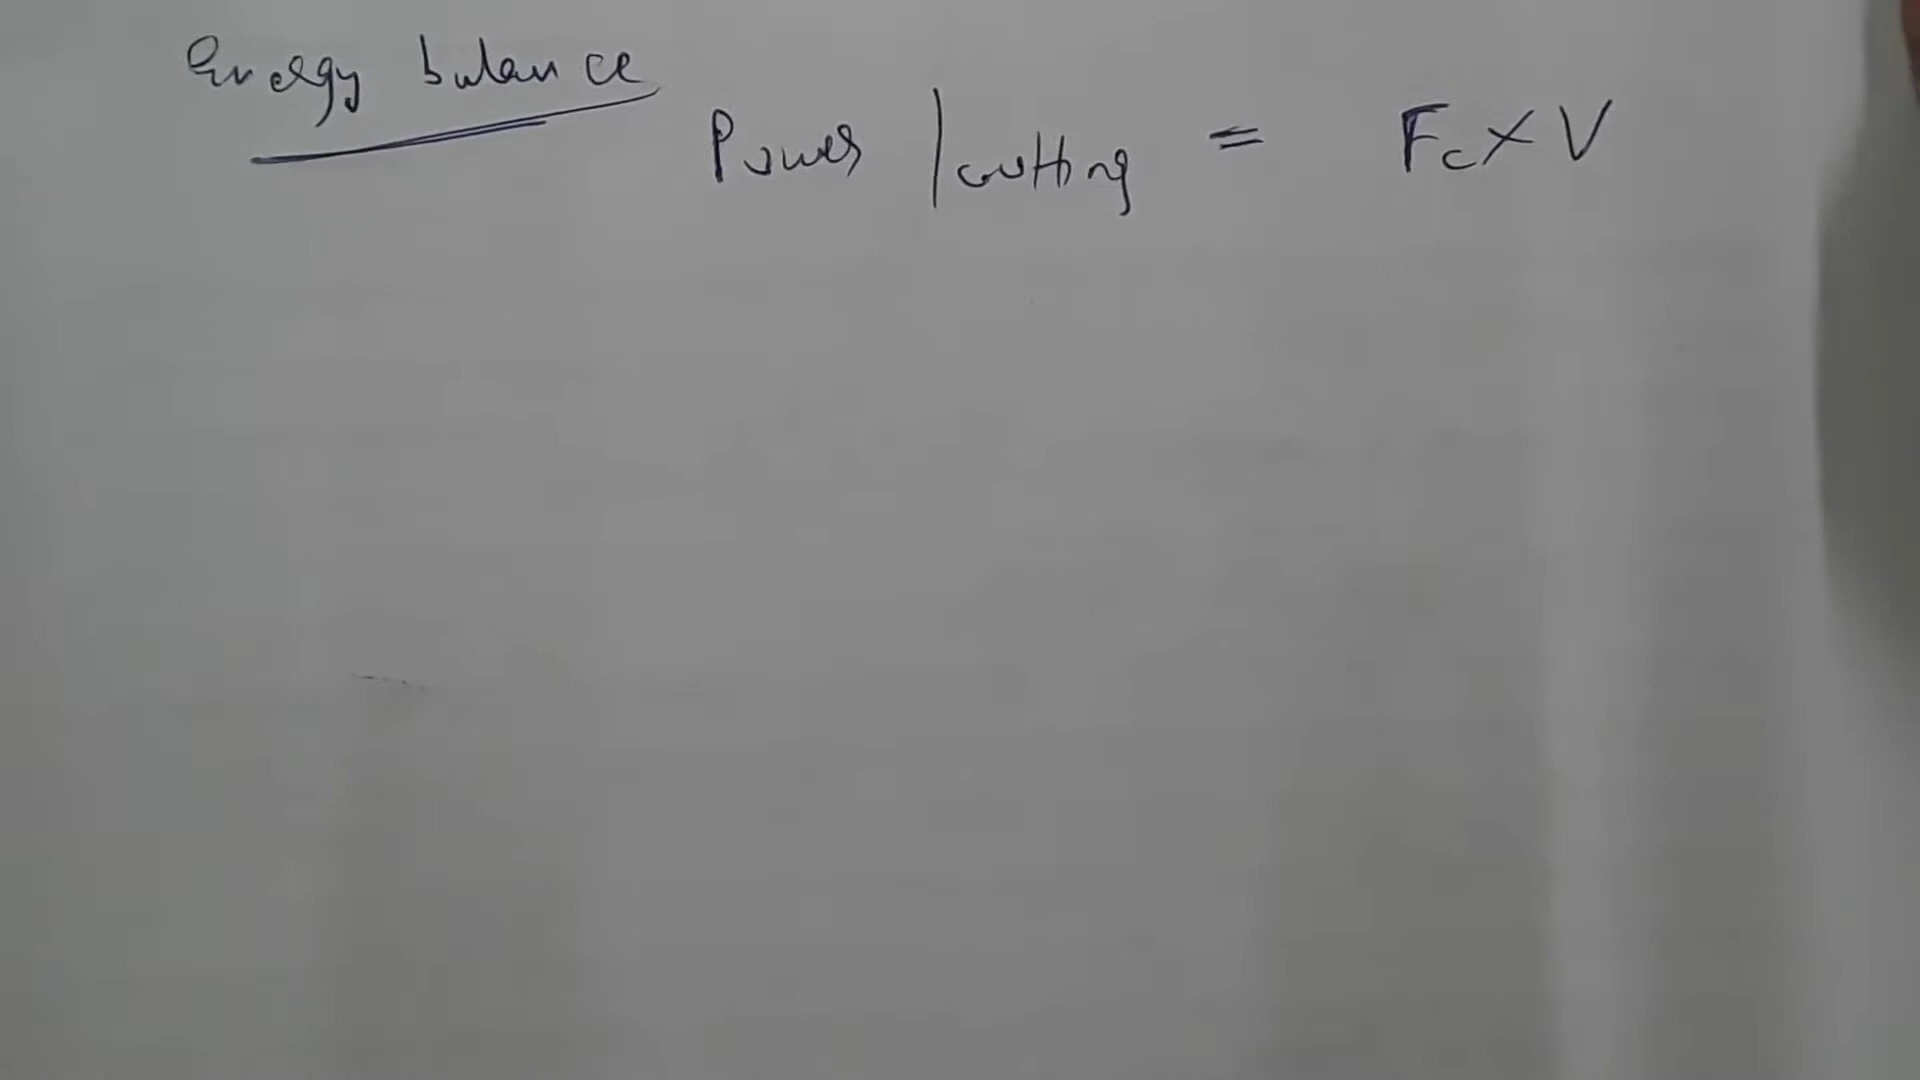 Energy balance
Power | cutting = Fc × V